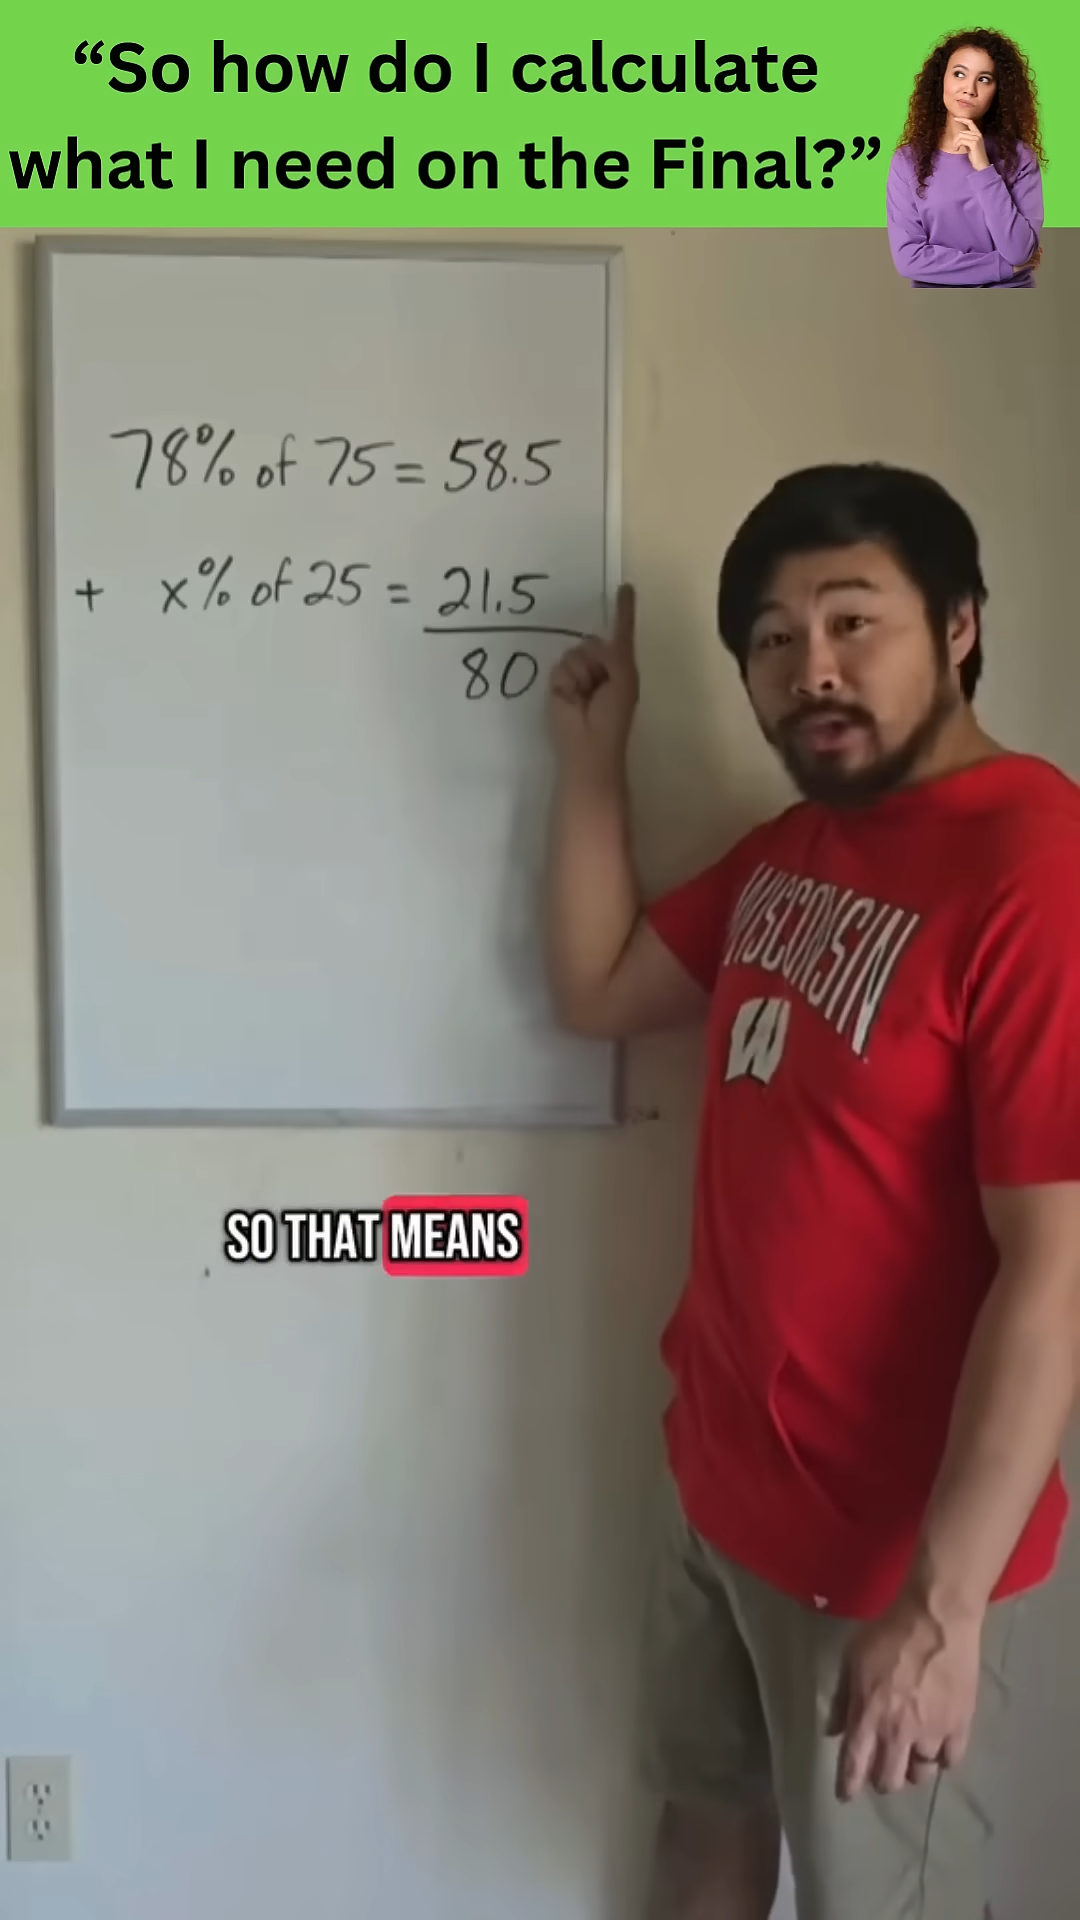 “So how do I calculate
what I need on the Final?”
78% of 75 = 58.5
+ x% of 25 = 21.5
80
WISCONSIN
W
SO THAT MEANS